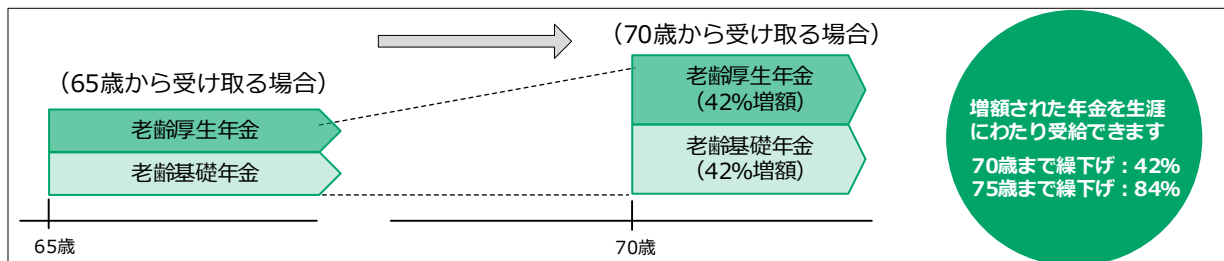 (65歳から受け取る場合)
老齢厚生年金
老齢基礎年金
65歳
(70歳から受け取る場合)
老齢厚生年金
(42%増額)
老齢基礎年金
(42%増額)
70歳
増額された年金を生涯
にわたり受給できます
70歳まで繰下げ:42%
75歳まで繰下げ:84%